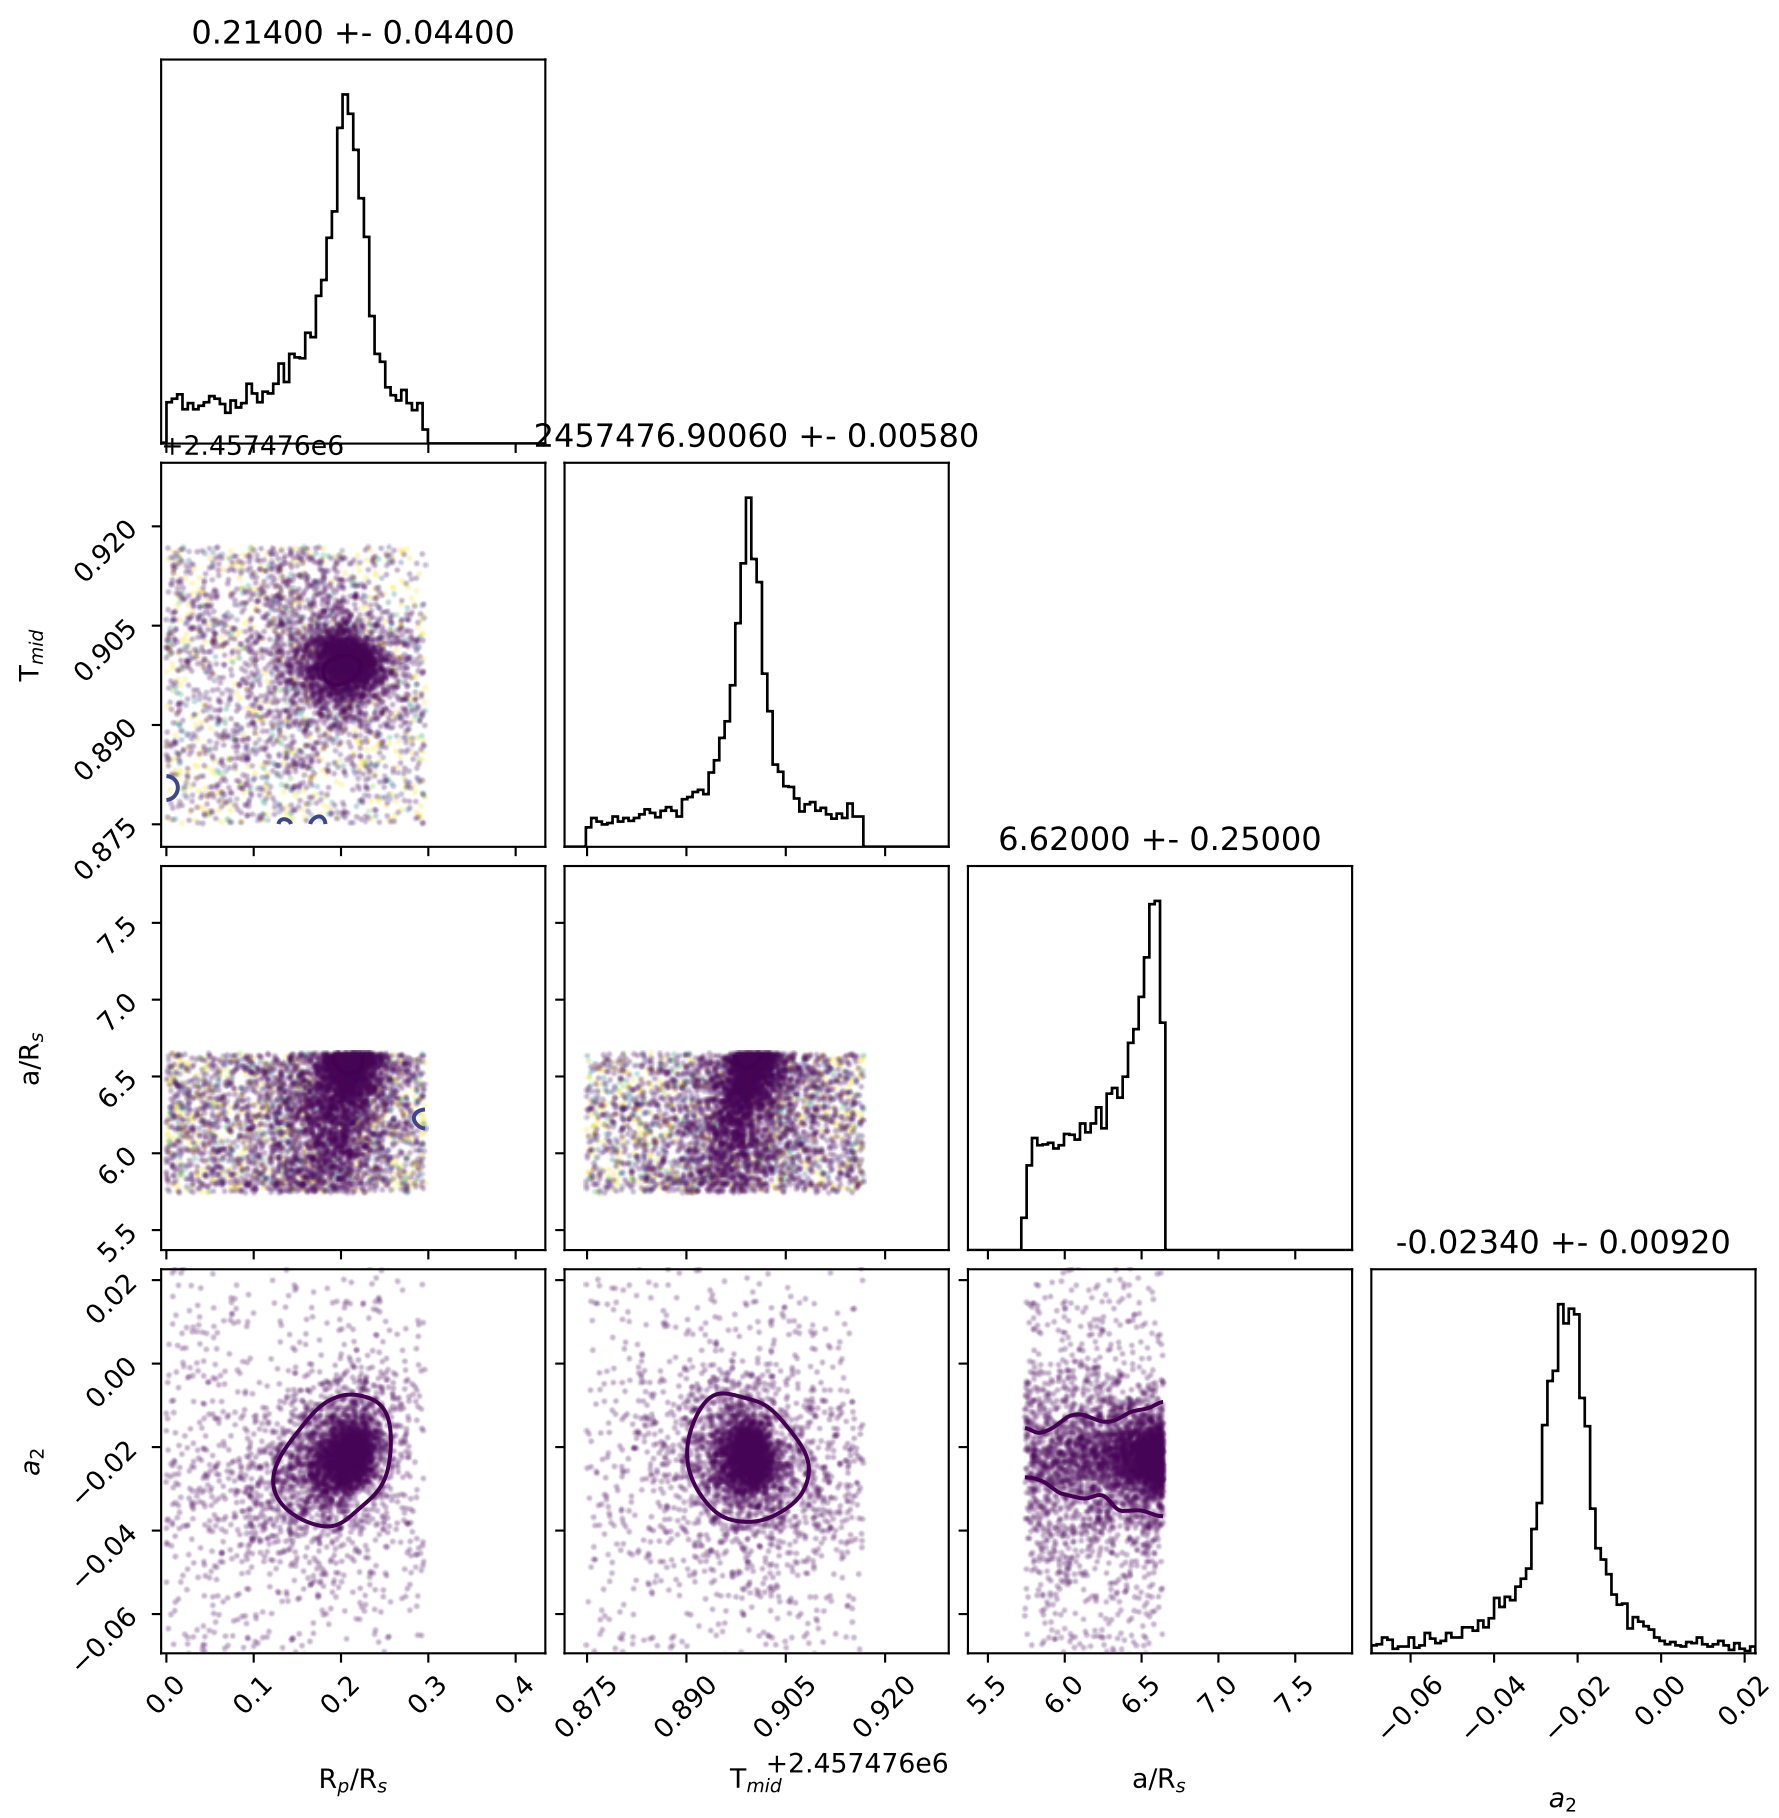 0.21400 +- 0.04400
+2.457476e6
2457476.90060 +- 0.00580
T_mid
0.920
0.905
0.890
0.875
6.62000 +- 0.25000
a/R_s
7.5
7.0
6.5
6.0
5.5
-0.02340 +- 0.00920
a_2
0.02
0.00
−0.02
−0.04
−0.06
0.0 0.1 0.2 0.3 0.4
0.875 0.890 0.905 0.920
5.5 6.0 6.5 7.0 7.5
−0.06 −0.04 −0.02 0.00 0.02
+2.457476e6
R_p/R_s
T_mid
a/R_s
a_2